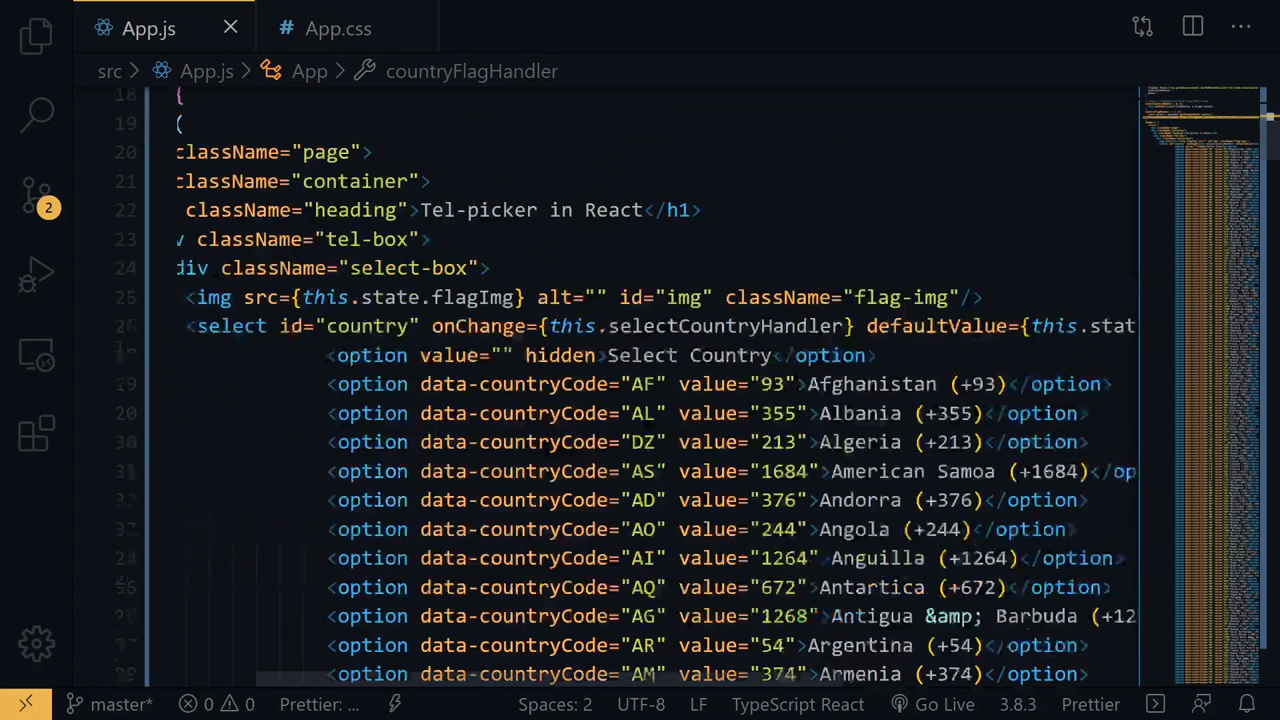 App.js
# App.css
src > App.js > App > countryFlagHandler
18 {
19 (
20 className="page">
21 className="container">
22 className="heading">Tel-picker in React</h1>
23 v className="tel-box">
24 div className="select-box">
25 <img src={this.state.flagImg} alt="" id="img" className="flag-img"/>
<select id="country" onChange={this.selectCountryHandler} defaultValue={this.stat
<option value="" hidden>Select Country</option>
<option data-countryCode="AF" value="93">Afghanistan (+93)</option>
<option data-countryCode="AL" value="355">Albania (+355)</option>
<option data-countryCode="DZ" value="213">Algeria (+213)</option>
<option data-countryCode="AS" value="1684">American Samoa (+1684)</op
<option data-countryCode="AD" value="376">Andorra (+376)</option>
<option data-countryCode="AO" value="244">Angola (+244)</option>
<option data-countryCode="AI" value="1264">Anguilla (+1264)</option>
<option data-countryCode="AQ" value="672">Antartica (+672)</option>
<option data-countryCode="AG" value="1268">Antigua &amp; Barbuda (+12
<option data-countryCode="AR" value="54">Argentina (+54)</option>
<option data-countryCode="AM" value="374">Armenia (+374)</option>
2
master* 0 0 Prettier: ... Spaces: 2 UTF-8 LF TypeScript React Go Live 3.8.3 Prettier